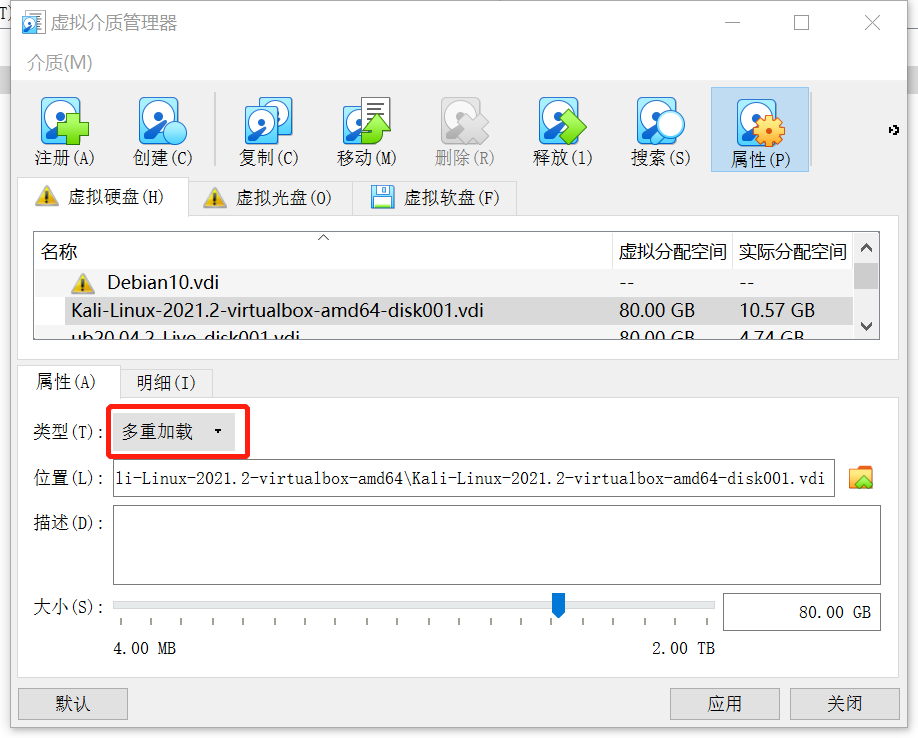 T)
虚拟介质管理器
介质(M)
注册(A) 创建(C) 复制(C) 移动(M) 删除(R) 释放(l) 搜索(S) 属性(P)
虚拟硬盘(H) 虚拟光盘(O) 虚拟软盘(F)
名称 虚拟分配空间 实际分配空间
Debian10.vdi -- --
Kali-Linux-2021.2-virtualbox-amd64-disk001.vdi 80.00 GB 10.57 GB
ub20.04.2-Live-disk001.vdi 80.00 GB 4.74 GB
属性(A) 明细(I)
类型(T): 多重加载
位置(L): li-Linux-2021.2-virtualbox-amd64\Kali-Linux-2021.2-virtualbox-amd64-disk001.vdi
描述(D):
大小(S): 80.00 GB
4.00 MB 2.00 TB
默认 应用 关闭